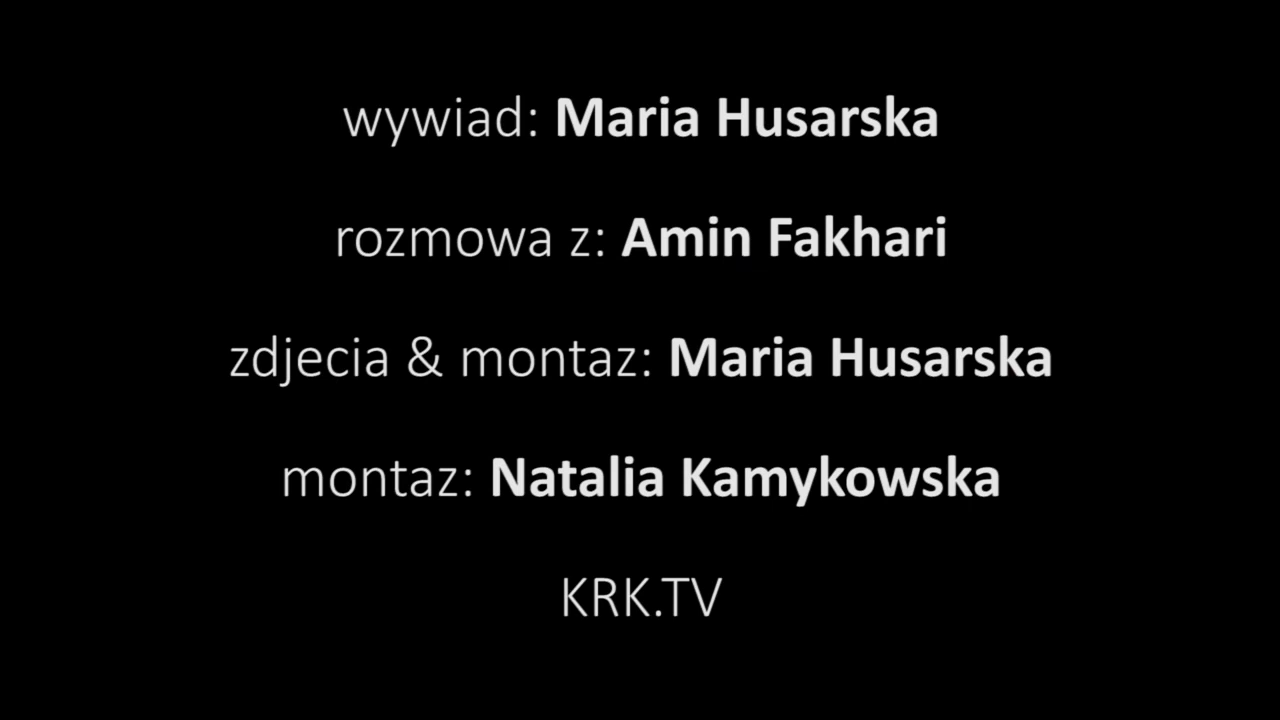 wywiad: Maria Husarska
rozmowa z: Amin Fakhari
zdjecia & montaz: Maria Husarska
montaz: Natalia Kamykowska
KRK.TV